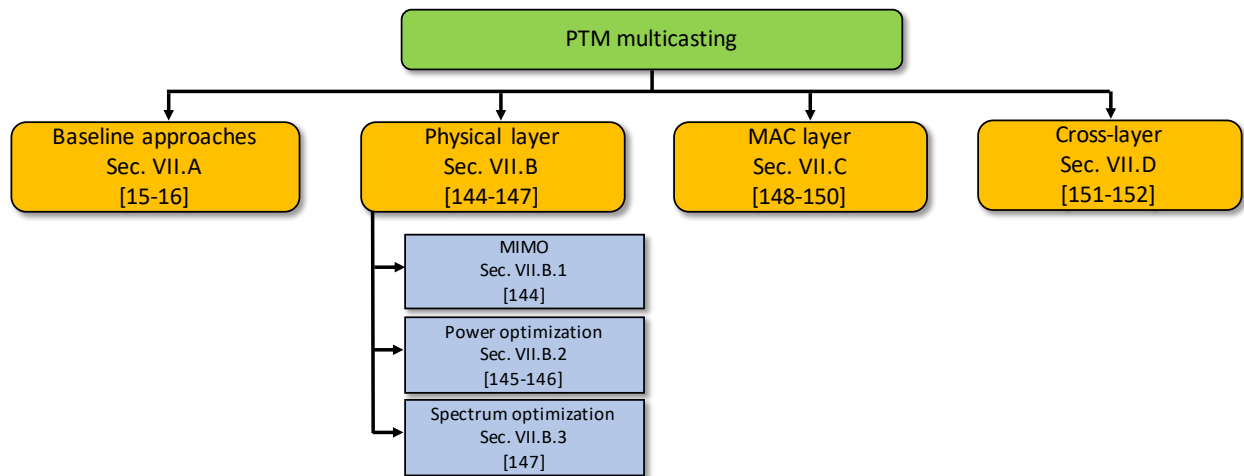 PTM multicasting
Baseline approaches
Sec. VII.A
[15-16]
Physical layer
Sec. VII.B
[144-147]
MAC layer
Sec. VII.C
[148-150]
Cross-layer
Sec. VII.D
[151-152]
MIMO
Sec. VII.B.1
[144]
Power optimization
Sec. VII.B.2
[145-146]
Spectrum optimization
Sec. VII.B.3
[147]